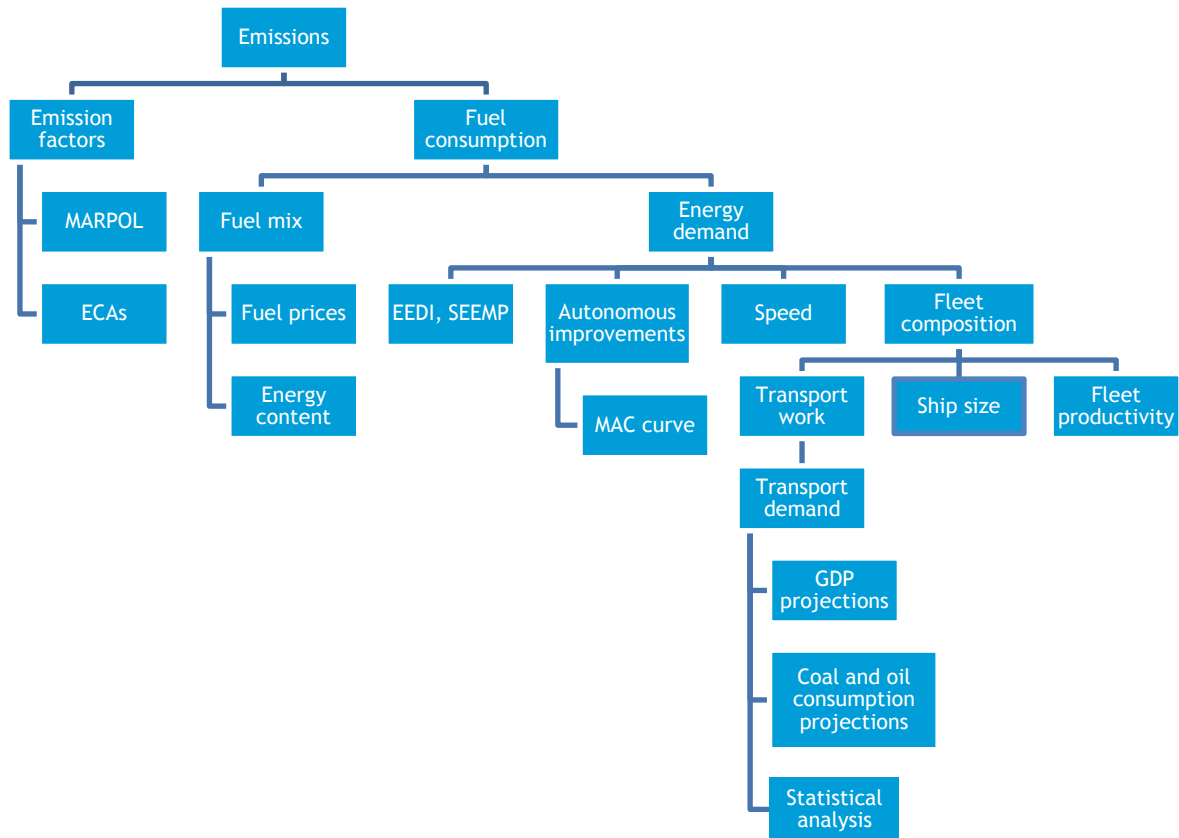 Emissions
Emission
factors
Fuel
consumption
MARPOL
Fuel mix
Energy
demand
ECAs
Fuel prices
EEDI, SEEMP
Autonomous
improvements
Speed
Fleet
composition
Energy
content
MAC curve
Transport
work
Ship size
Fleet
productivity
Transport
demand
GDP
projections
Coal and oil
consumption
projections
Statistical
analysis